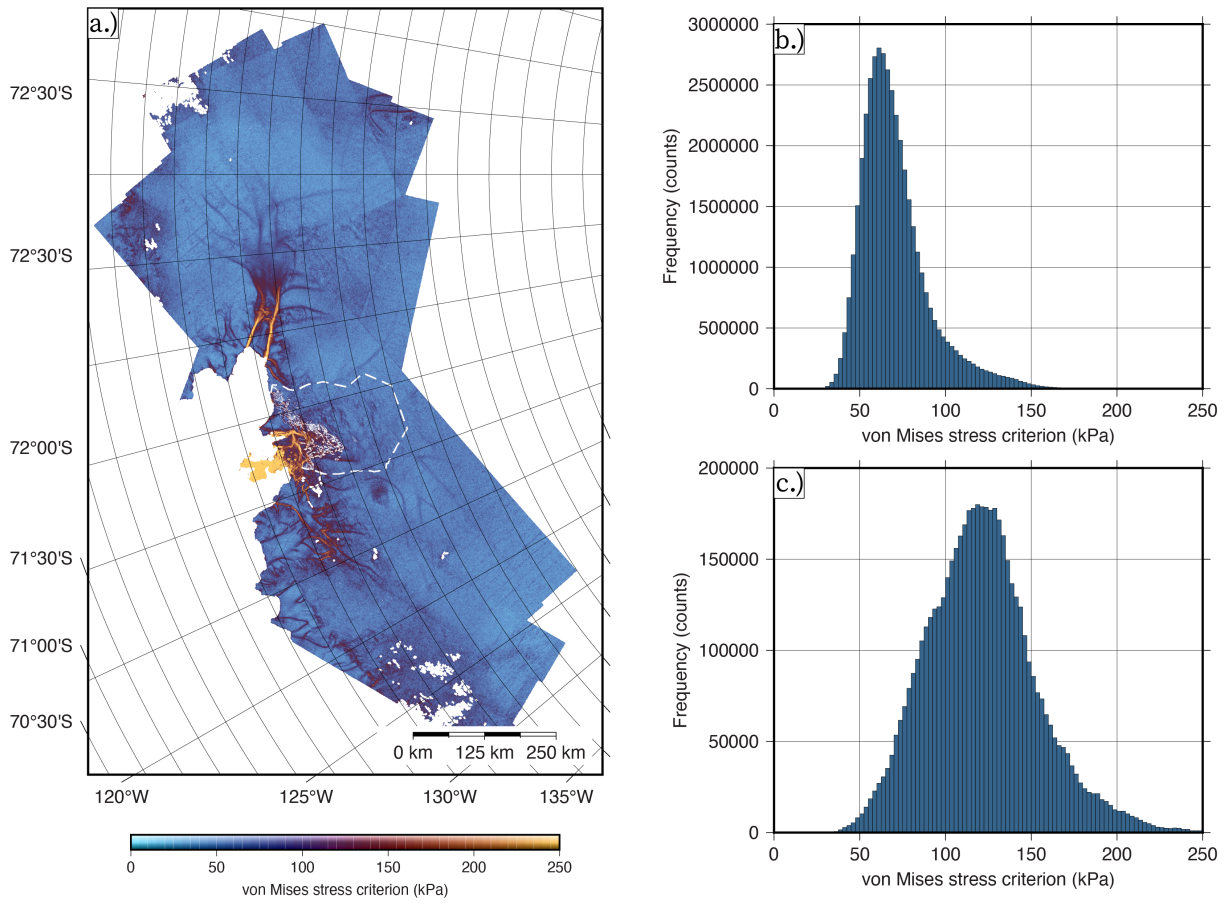 a.)
72°30'S
72°30'S
72°00'S
71°30'S
71°00'S
70°30'S
0 km 125 km 250 km
120°W 125°W 130°W 135°W
0 50 100 150 200 250
von Mises stress criterion (kPa)
b.)
Frequency (counts)
3000000
2500000
2000000
1500000
1000000
500000
0
0 50 100 150 200 250
von Mises stress criterion (kPa)
c.)
Frequency (counts)
200000
150000
100000
50000
0
0 50 100 150 200 250
von Mises stress criterion (kPa)